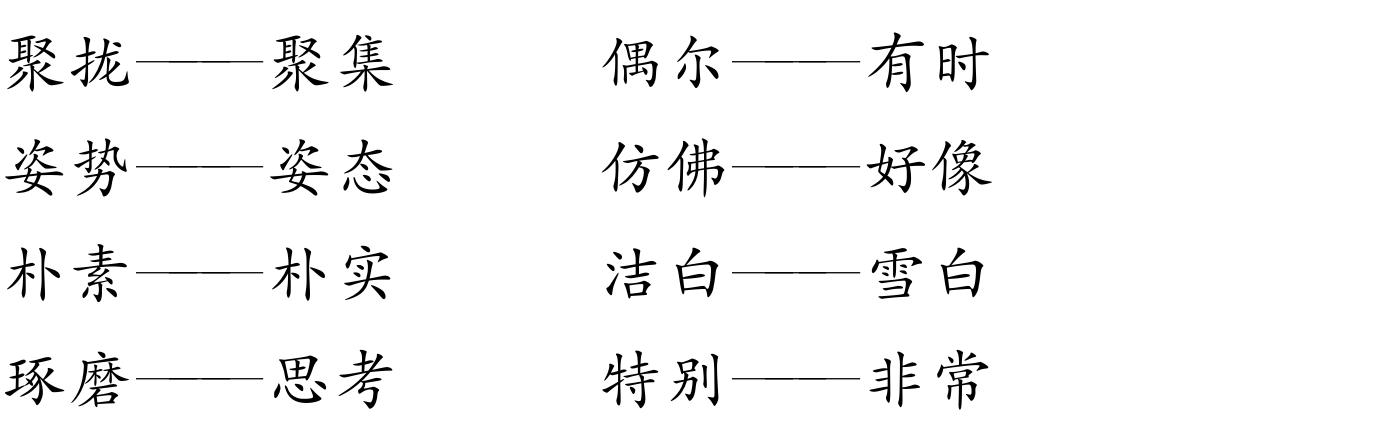 聚拢————聚集 偶尔————有时
姿势————姿态 仿佛————好像
朴素————朴实 洁白————雪白
琢磨————思考 特别————非常